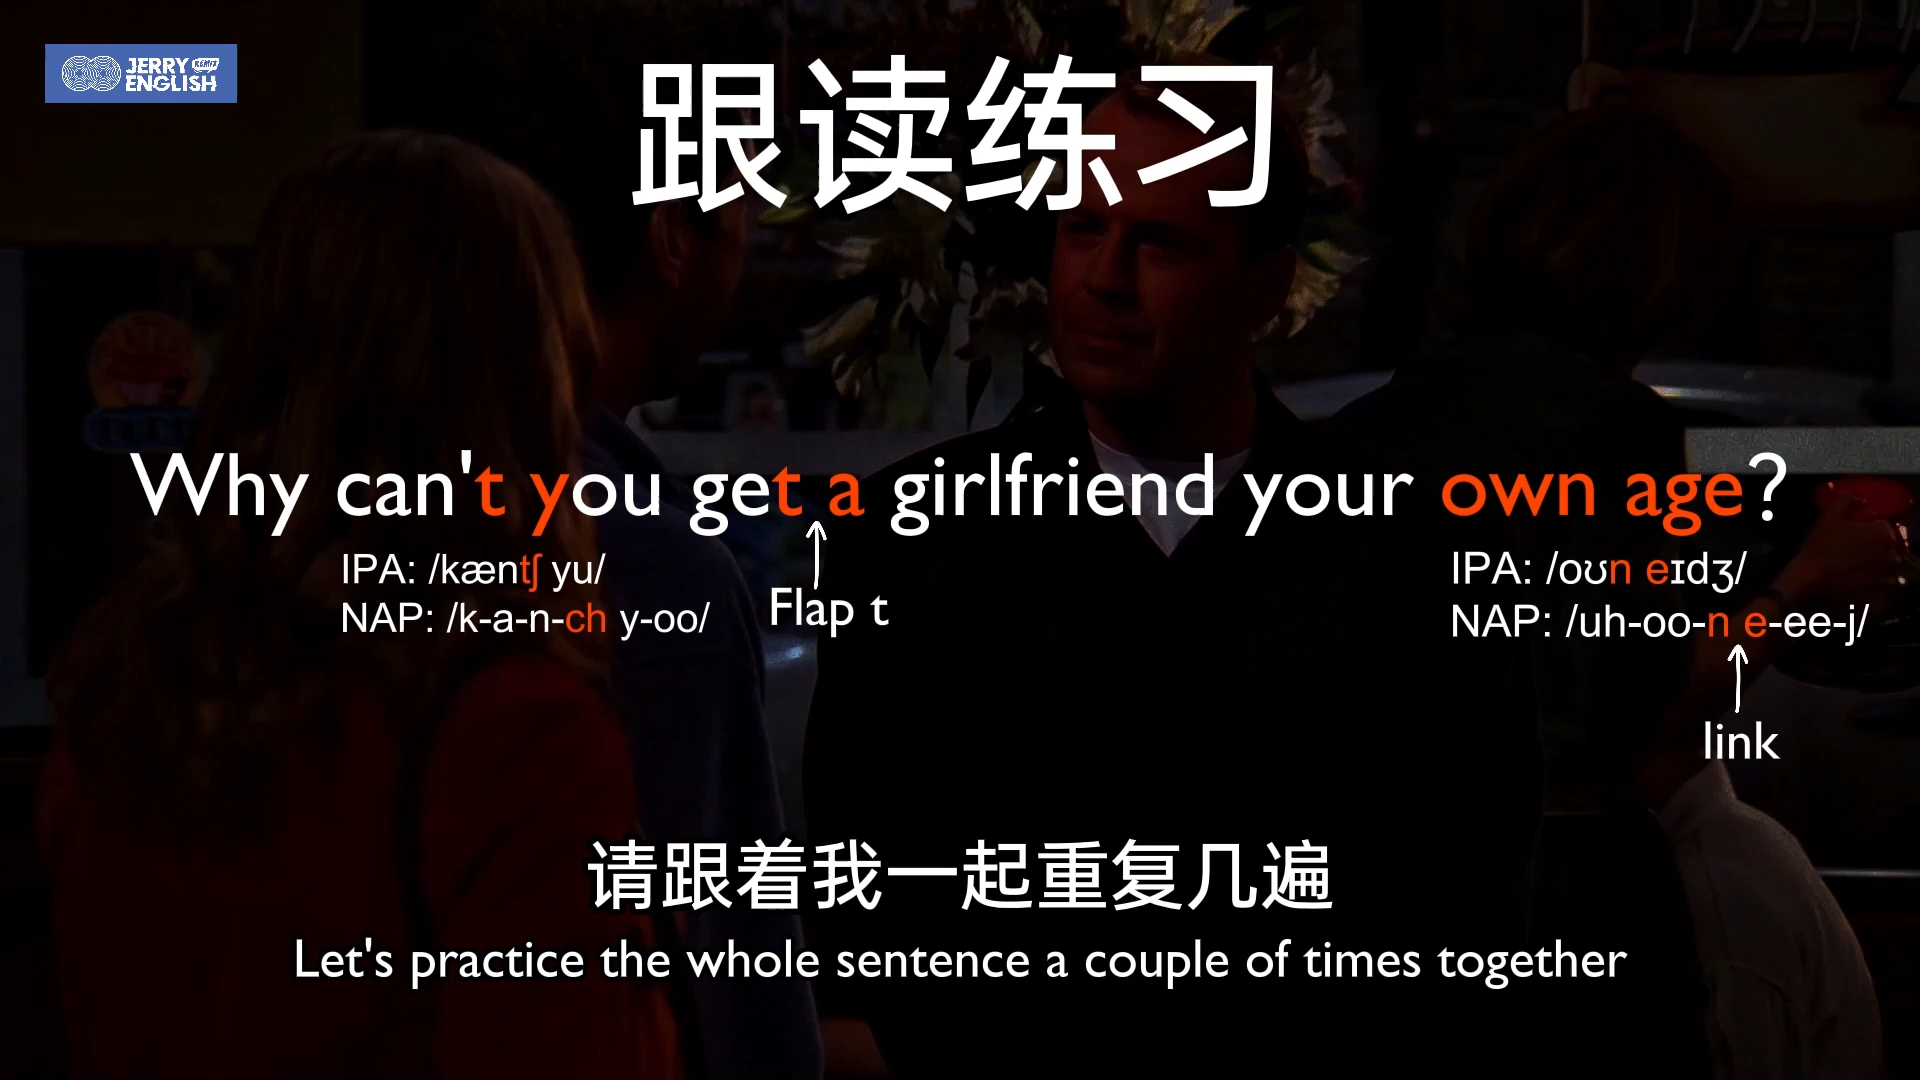 JERRY REMIX
ENGLISH
跟读练习
Why can't you get a girlfriend your own age?
IPA: /kæntʃ yu/
NAP: /k-a-n-ch y-oo/
Flap t
IPA: /oʊn eɪdʒ/
NAP: /uh-oo-n e-ee-j/
link
请跟着我一起重复几遍
Let's practice the whole sentence a couple of times together